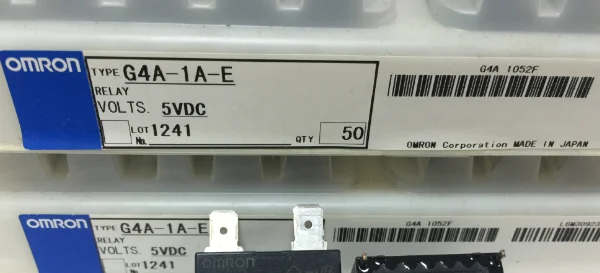 OMRON
TYPE G4A-1A-E
RELAY
VOLTS. 5VDC
LOT No. 1241
QTY 50
G4A 1052F
OMRON Corporation MADE IN JAPAN
OMRON
TYPE G4A-1A-E
RELAY
VOLTS. 5VDC
LOT 1241
G4A 1052F
OMRON